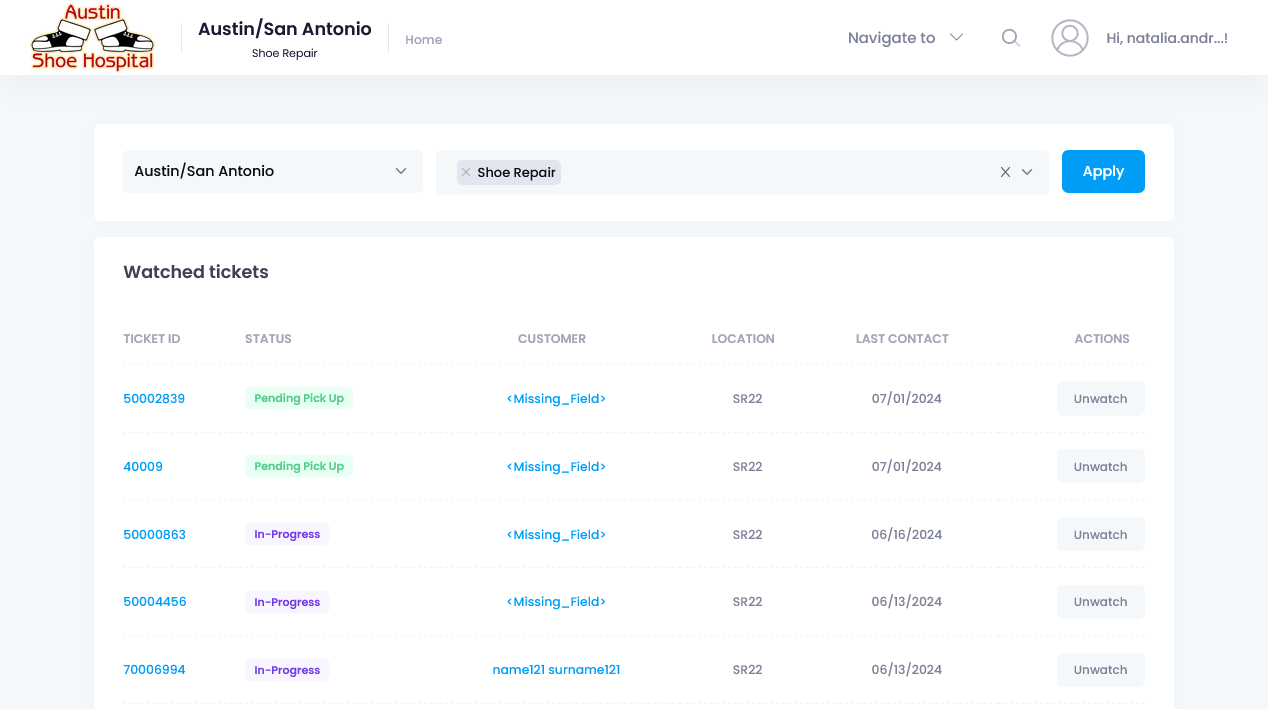 Austin
Shoe Hospital
Austin/San Antonio
Shoe Repair
Home
Navigate to
Hi, natalia.andr...!
Austin/San Antonio
Shoe Repair
Apply
Watched tickets
TICKET ID STATUS CUSTOMER LOCATION LAST CONTACT ACTIONS
50002839 Pending Pick Up <Missing_Field> SR22 07/01/2024 Unwatch
40009 Pending Pick Up <Missing_Field> SR22 07/01/2024 Unwatch
50000863 In-Progress <Missing_Field> SR22 06/16/2024 Unwatch
50004456 In-Progress <Missing_Field> SR22 06/13/2024 Unwatch
70006994 In-Progress name121 surname121 SR22 06/13/2024 Unwatch